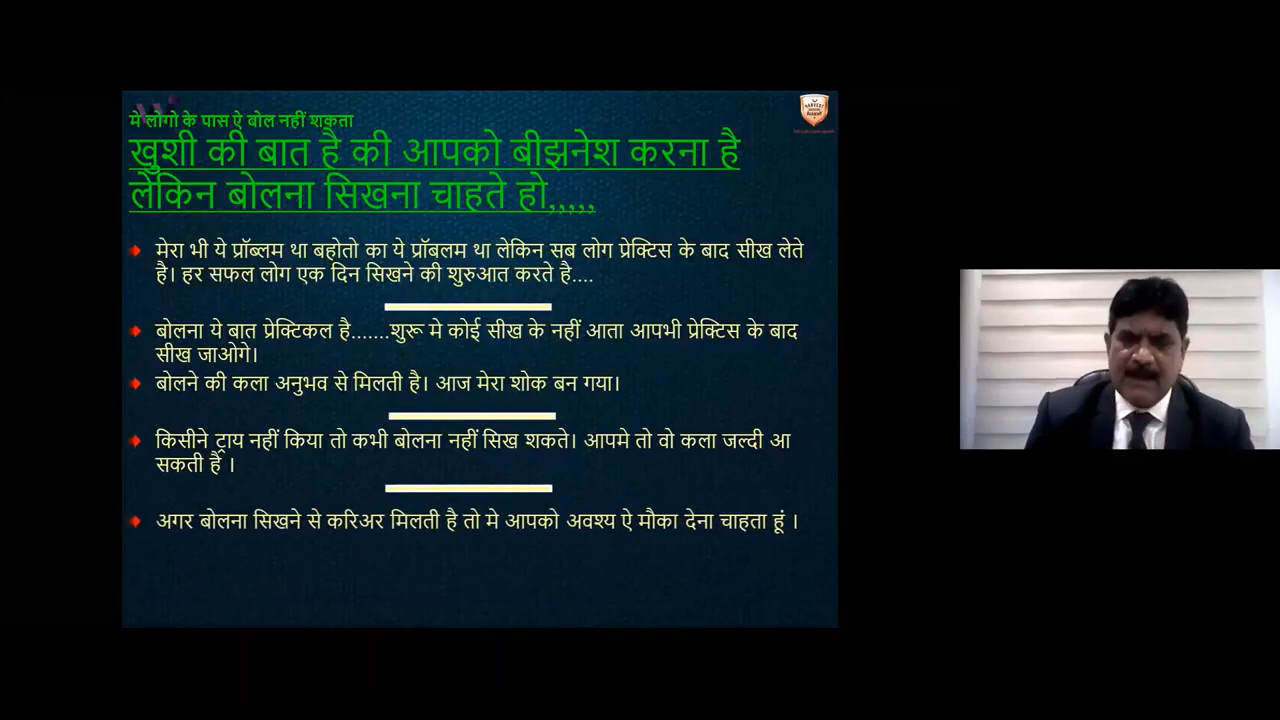 मे लोगो के पास ऐ बोल नहीं शकता
खुशी की बात है की आपको बीझनेश करना है
लेकिन बोलना सिखना चाहते हो,,,,,
मेरा भी ये प्रॉब्लम था बहोतो का ये प्रॉबलम था लेकिन सब लोग प्रेक्टिस के बाद सीख लेते
है। हर सफल लोग एक दिन सिखने की शुरुआत करते है....
बोलना ये बात प्रेक्टिकल है.......शुरू मे कोई सीख के नहीं आता आपभी प्रेक्टिस के बाद
सीख जाओगे।
बोलने की कला अनुभव से मिलती है। आज मेरा शोक बन गया।
किसीने ट्राय नहीं किया तो कभी बोलना नहीं सिख शकते। आपमे तो वो कला जल्दी आ
सकती हैं ।
अगर बोलना सिखने से करिअर मिलती है तो मे आपको अवश्य ऐ मौका देना चाहता हूं ।